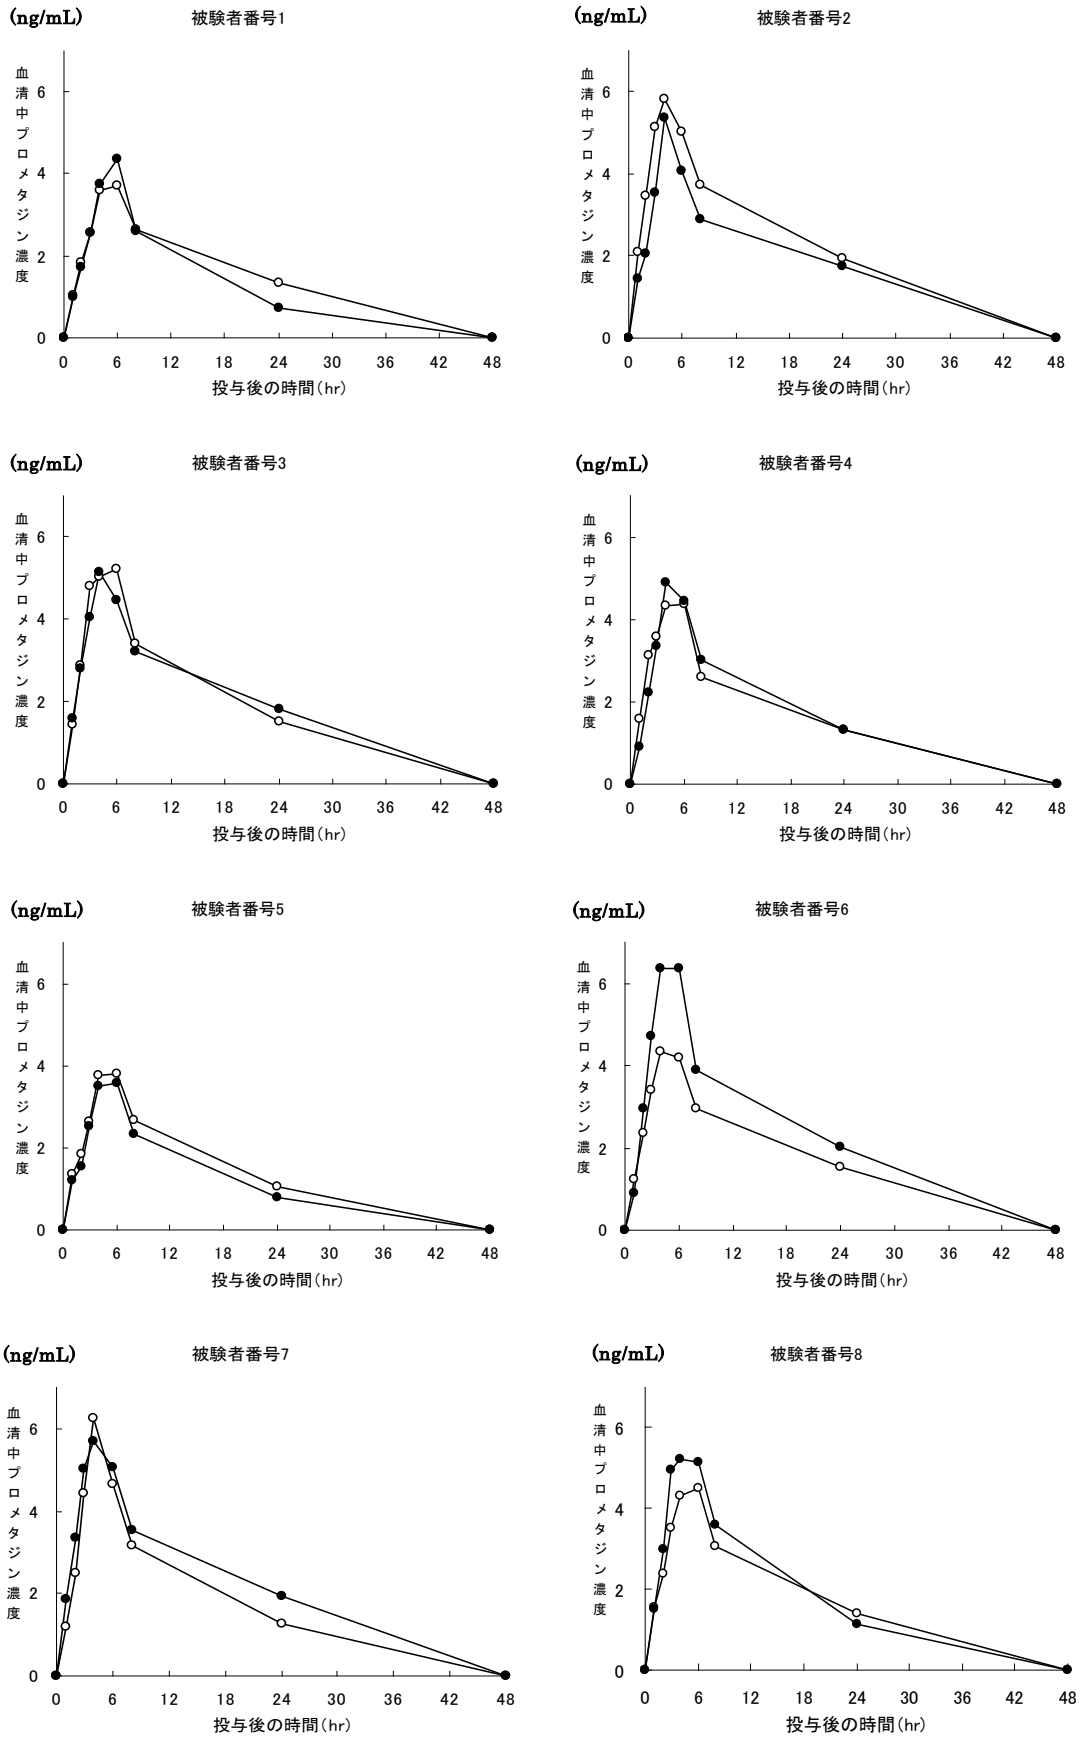 (ng/mL) 被験者番号1
血清中プロメタジン濃度
6
4
2
0
0 6 12 18 24 30 36 42 48
投与後の時間(hr)
(ng/mL) 被験者番号2
血清中プロメタジン濃度
6
4
2
0
0 6 12 18 24 30 36 42 48
投与後の時間(hr)
(ng/mL) 被験者番号3
血清中プロメタジン濃度
6
4
2
0
0 6 12 18 24 30 36 42 48
投与後の時間(hr)
(ng/mL) 被験者番号4
血清中プロメタジン濃度
6
4
2
0
0 6 12 18 24 30 36 42 48
投与後の時間(hr)
(ng/mL) 被験者番号5
血清中プロメタジン濃度
6
4
2
0
0 6 12 18 24 30 36 42 48
投与後の時間(hr)
(ng/mL) 被験者番号6
血清中プロメタジン濃度
6
4
2
0
0 6 12 18 24 30 36 42 48
投与後の時間(hr)
(ng/mL) 被験者番号7
血清中プロメタジン濃度
6
4
2
0
0 6 12 18 24 30 36 42 48
投与後の時間(hr)
(ng/mL) 被験者番号8
血清中プロメタジン濃度
6
4
2
0
0 6 12 18 24 30 36 42 48
投与後の時間(hr)